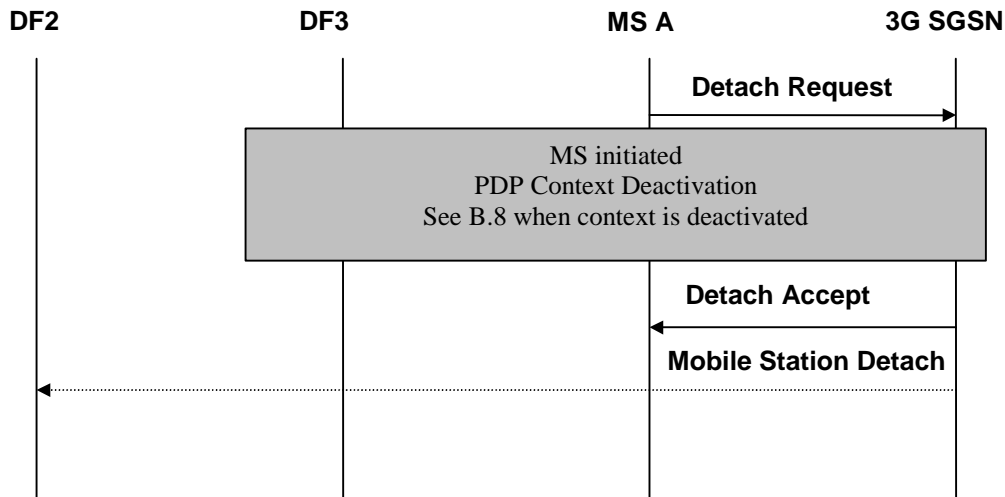 DF2 DF3 MS A 3G SGSN
Detach Request
MS initiated
PDP Context Deactivation
See B.8 when context is deactivated
Detach Accept
Mobile Station Detach